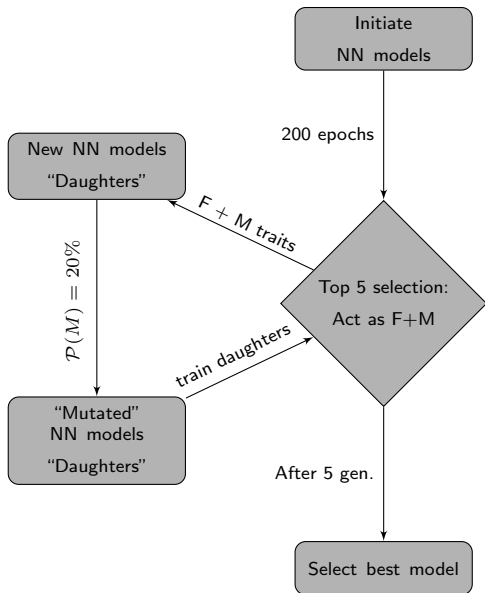 Initiate
NN models
200 epochs
New NN models
“Daughters”
F + M traits
Top 5 selection:
Act as F+M
P(M) = 20%
train daughters
“Mutated”
NN models
“Daughters”
After 5 gen.
Select best model